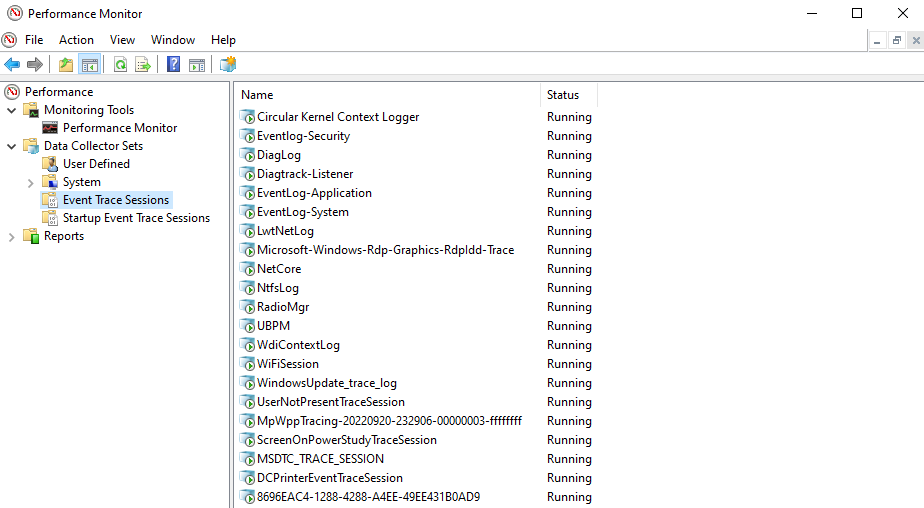 Performance Monitor
File Action View Window Help
Performance
Monitoring Tools
Performance Monitor
Data Collector Sets
User Defined
System
Event Trace Sessions
Startup Event Trace Sessions
Reports
Name Status
Circular Kernel Context Logger Running
Eventlog-Security Running
DiagLog Running
Diagtrack-Listener Running
EventLog-Application Running
EventLog-System Running
LwtNetLog Running
Microsoft-Windows-Rdp-Graphics-RdpIdd-Trace Running
NetCore Running
NtfsLog Running
RadioMgr Running
UBPM Running
WdiContextLog Running
WiFiSession Running
WindowsUpdate_trace_log Running
UserNotPresentTraceSession Running
MpWppTracing-20220920-232906-00000003-ffffffff Running
ScreenOnPowerStudyTraceSession Running
MSDTC_TRACE_SESSION Running
DCPrinterEventTraceSession Running
8696EAC4-1288-4288-A4EE-49EE431B0AD9 Running